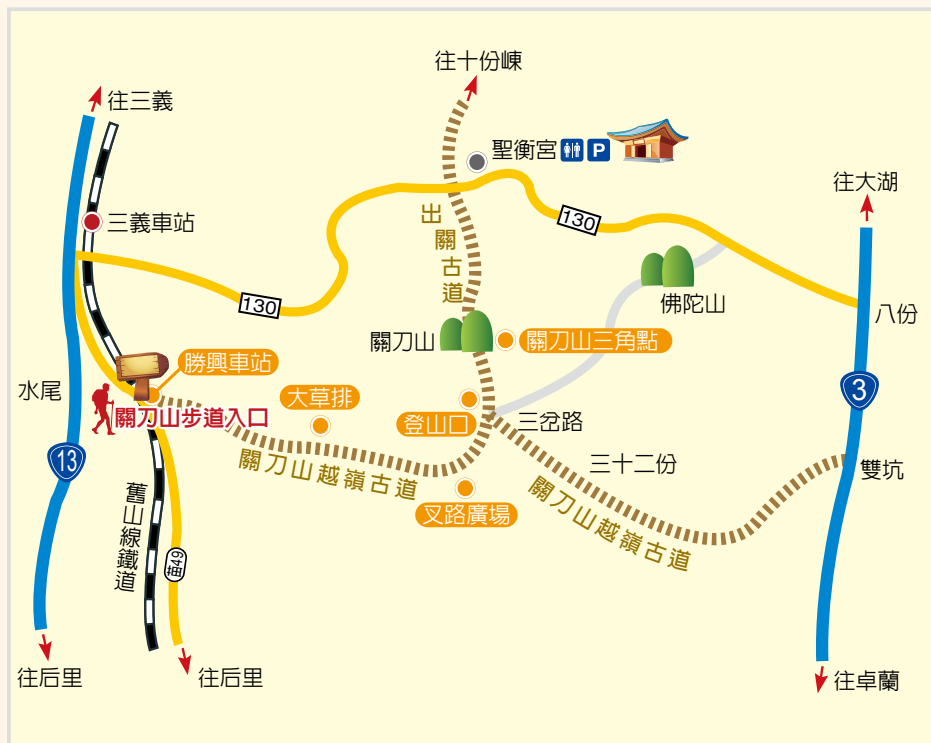 往十份崠
往三義
聖衡宮
P
往大湖
三義車站
出關古道
130
130
佛陀山
八份
關刀山
關刀山三角點
勝興車站
水尾
大草排
3
關刀山步道入口
登山口
三岔路
13
關刀山越嶺古道
三十二份
雙坑
舊山線鐵道
叉路廣場
關刀山越嶺古道
苗49
往后里
往后里
往卓蘭